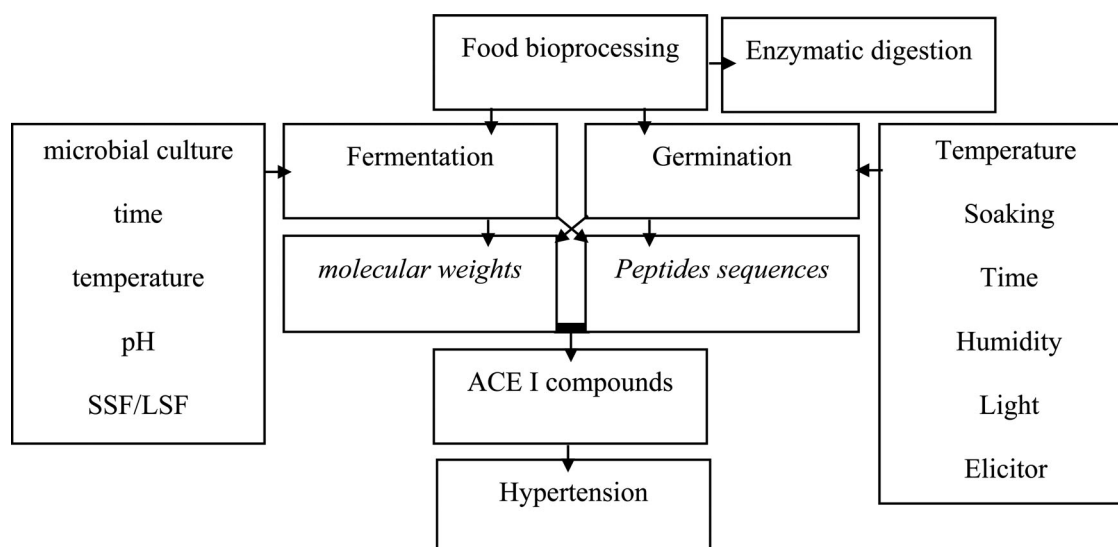 Food bioprocessing
Enzymatic digestion
microbial culture
time
temperature
pH
SSF/LSF
Fermentation
Germination
Temperature
Soaking
Time
Humidity
Light
Elicitor
molecular weights
Peptides sequences
ACE I compounds
Hypertension